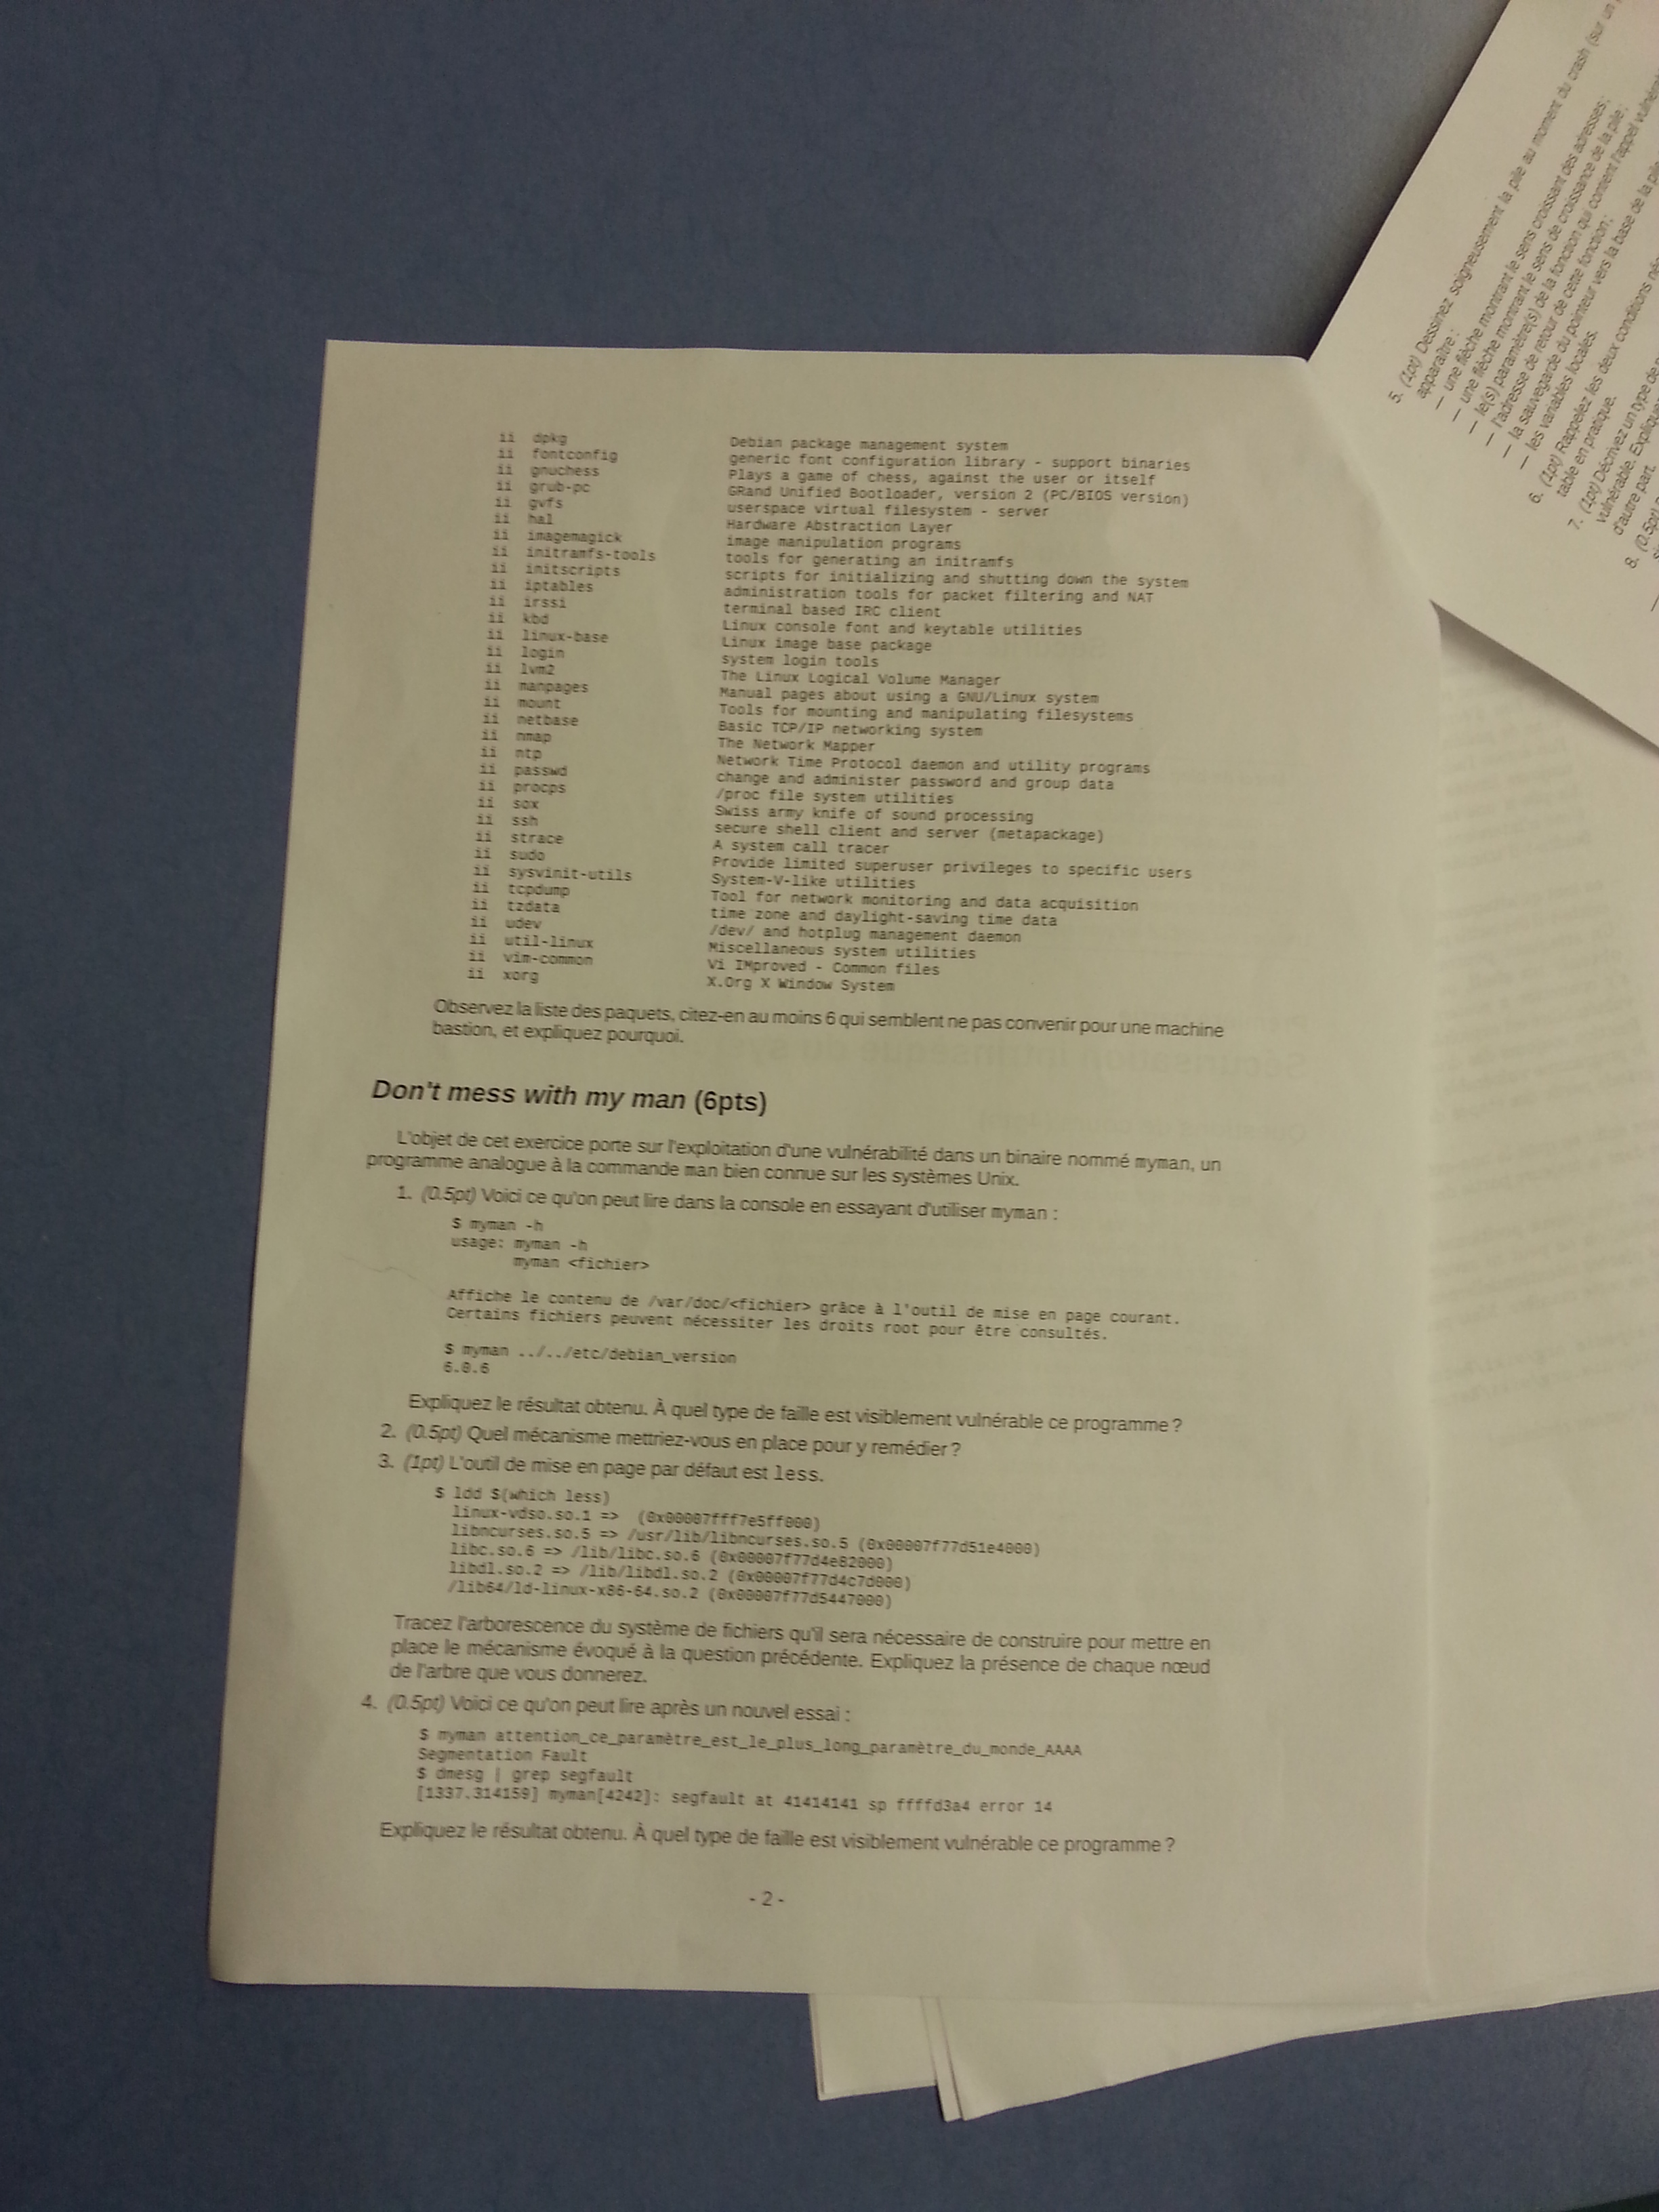 ii dpkg Debian package management system
ii fontconfig generic font configuration library - support binaries
ii gnuchess Plays a game of chess, against the user or itself
ii grub-pc GRand Unified Bootloader, version 2 (PC/BIOS version)
ii gvfs userspace virtual filesystem - server
ii hal Hardware Abstraction Layer
ii imagemagick image manipulation programs
ii initramfs-tools tools for generating an initramfs
ii initscripts scripts for initializing and shutting down the system
ii iptables administration tools for packet filtering and NAT
ii irssi terminal based IRC client
ii kbd Linux console font and keytable utilities
ii linux-base Linux image base package
ii login system login tools
ii lvm2 The Linux Logical Volume Manager
ii manpages Manual pages about using a GNU/Linux system
ii mount Tools for mounting and manipulating filesystems
ii netbase Basic TCP/IP networking system
ii nmap The Network Mapper
ii ntp Network Time Protocol daemon and utility programs
ii passwd change and administer password and group data
ii procps /proc file system utilities
ii sox Swiss army knife of sound processing
ii ssh secure shell client and server (metapackage)
ii strace A system call tracer
ii sudo Provide limited superuser privileges to specific users
ii sysvinit-utils System-V-like utilities
ii tcpdump Tool for network monitoring and data acquisition
ii tzdata time zone and daylight-saving time data
ii udev /dev/ and hotplug management daemon
ii util-linux Miscellaneous system utilities
ii vim-common Vi IMproved - Common files
ii xorg X.Org X Window System
Observez la liste des paquets, citez-en au moins 6 qui semblent ne pas convenir pour une machine
bastion, et expliquez pourquoi.
Don't mess with my man (6pts)
L'objet de cet exercice porte sur l'exploitation d'une vulnérabilité dans un binaire nommé myman, un
programme analogue à la commande man bien connue sur les systèmes Unix.
1. (0.5pt) Voici ce qu'on peut lire dans la console en essayant d'utiliser myman :
$ myman -h
usage: myman -h
myman <fichier>
Affiche le contenu de /var/doc/<fichier> grâce à l'outil de mise en page courant.
Certains fichiers peuvent nécessiter les droits root pour être consultés.
$ myman ../../etc/debian_version
6.0.6
Expliquez le résultat obtenu. À quel type de faille est visiblement vulnérable ce programme ?
2. (0.5pt) Quel mécanisme mettriez-vous en place pour y remédier ?
3. (1pt) L'outil de mise en page par défaut est less.
$ ldd $(which less)
linux-vdso.so.1 => (0x00007fff7e5ff000)
libncurses.so.5 => /usr/lib/libncurses.so.5 (0x00007f77d51e4000)
libc.so.6 => /lib/libc.so.6 (0x00007f77d4e82000)
libdl.so.2 => /lib/libdl.so.2 (0x00007f77d4c7d000)
/lib64/ld-linux-x86-64.so.2 (0x00007f77d5447000)
Tracez l'arborescence du système de fichiers qu'il sera nécessaire de construire pour mettre en
place le mécanisme évoqué à la question précédente. Expliquez la présence de chaque nœud
de l'arbre que vous donnerez.
4. (0.5pt) Voici ce qu'on peut lire après un nouvel essai :
$ myman attention_ce_paramètre_est_le_plus_long_paramètre_du_monde_AAAA
Segmentation Fault
$ dmesg | grep segfault
[1337.314159] myman[4242]: segfault at 41414141 sp ffffd3a4 error 14
Expliquez le résultat obtenu. À quel type de faille est visiblement vulnérable ce programme ?
- 2 -
5. (1pt) Dessinez soigneusement la pile au moment du crash (sur un
apparaître :
— une flèche montrant le sens croissant des adresses ;
— une flèche montrant le sens de croissance de la pile ;
— le(s) paramètre(s) de la fonction qui contient l'appel
— l'adresse de retour de cette fonction ;
— la sauvegarde du pointeur vers la base de la pile
— les variables locales.
6. (1pt) Rappelez les deux conditions
table en pratique.
7. (1pt) Décrivez un type de
vulnérable. Expliquez
d'autre part.
8. (0.5pt)